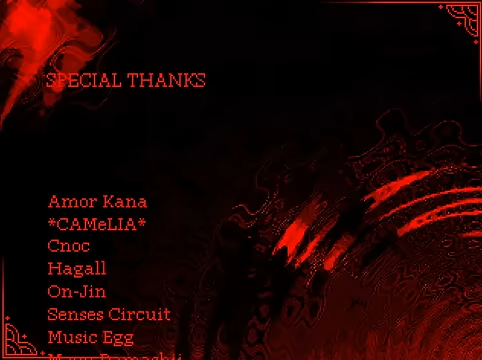 SPECIAL THANKS
Amor Kana
*CAMeLIA*
Cnoc
Hagall
On-Jin
Senses Circuit
Music Egg